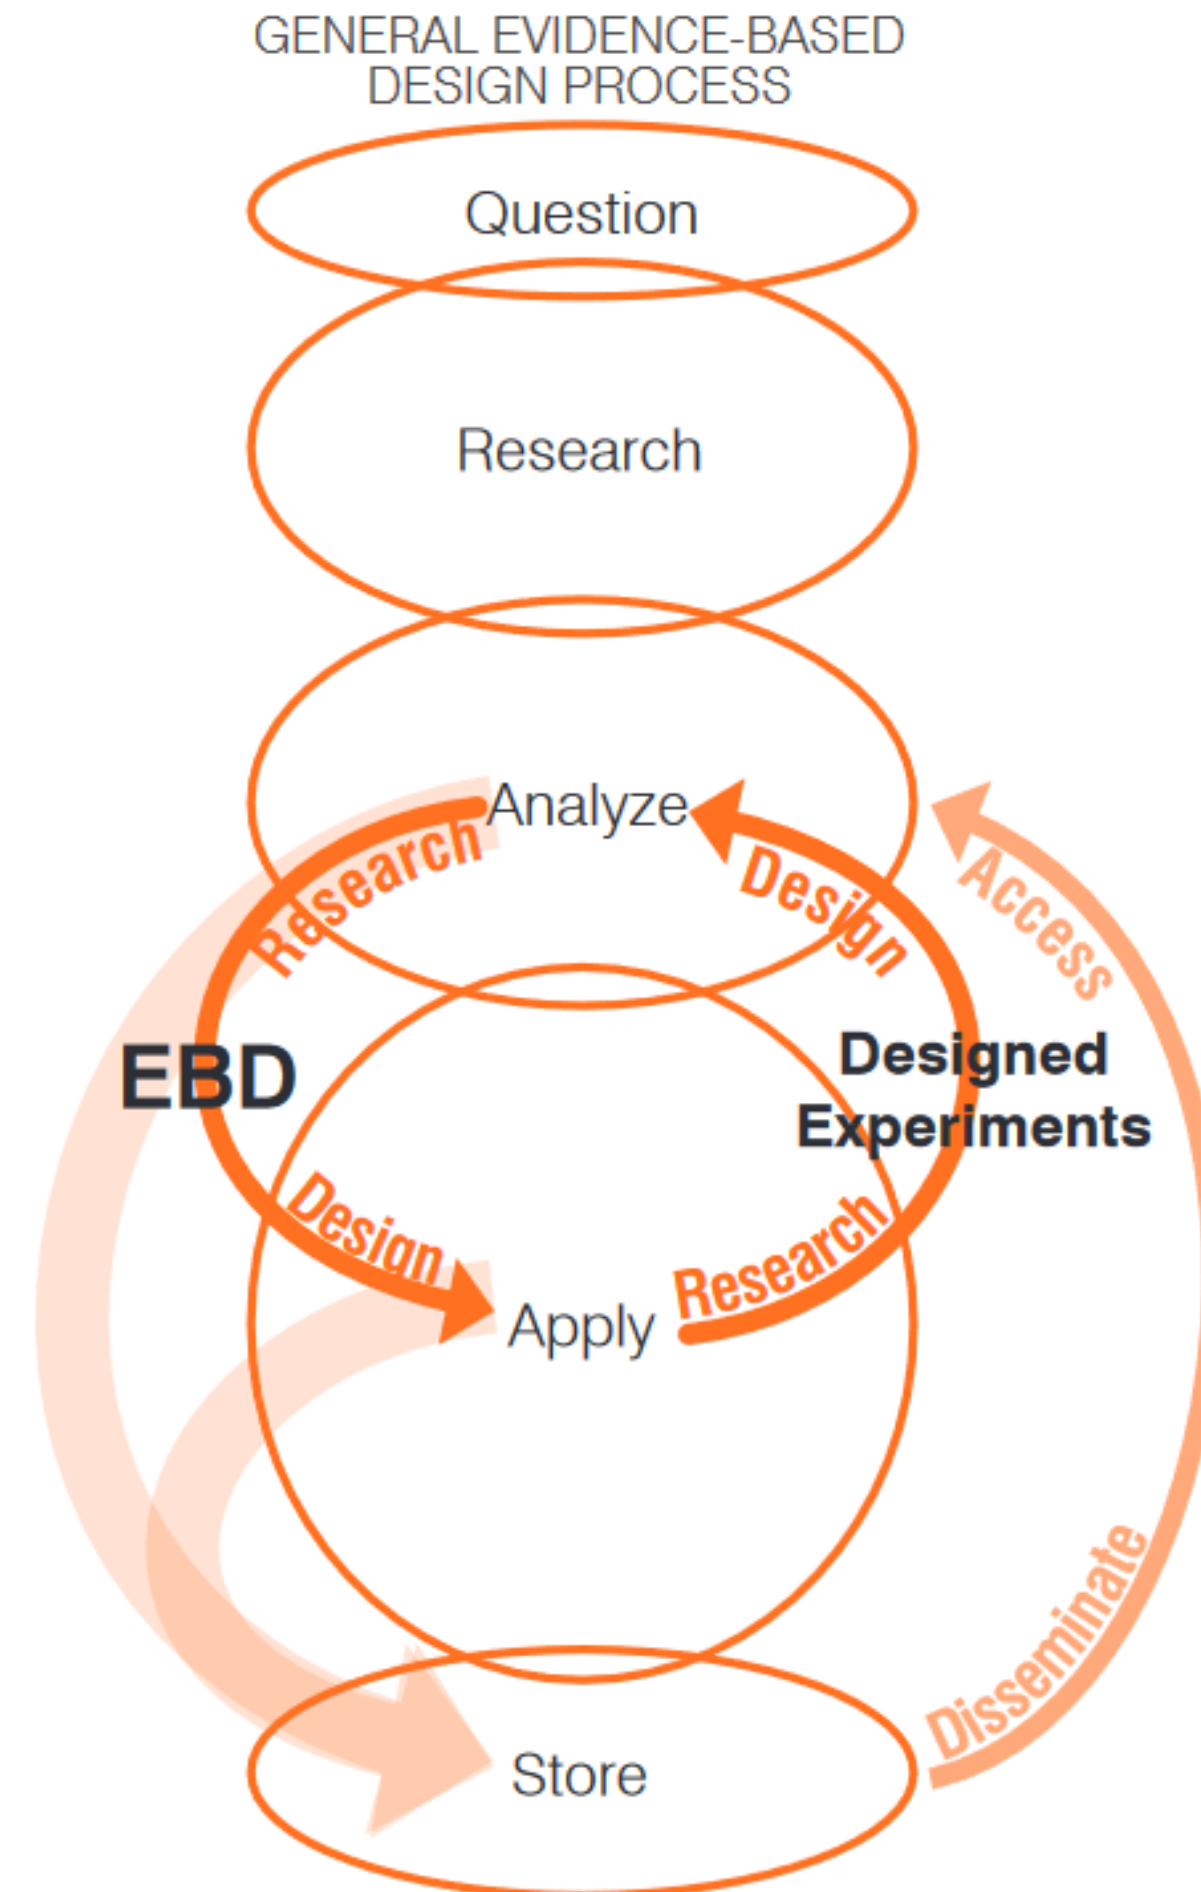 GENERAL EVIDENCE-BASED
DESIGN PROCESS
Question
Research
Analyze
Research
Design
Access
EBD
Designed
Experiments
Design
Research
Apply
Disseminate
Store